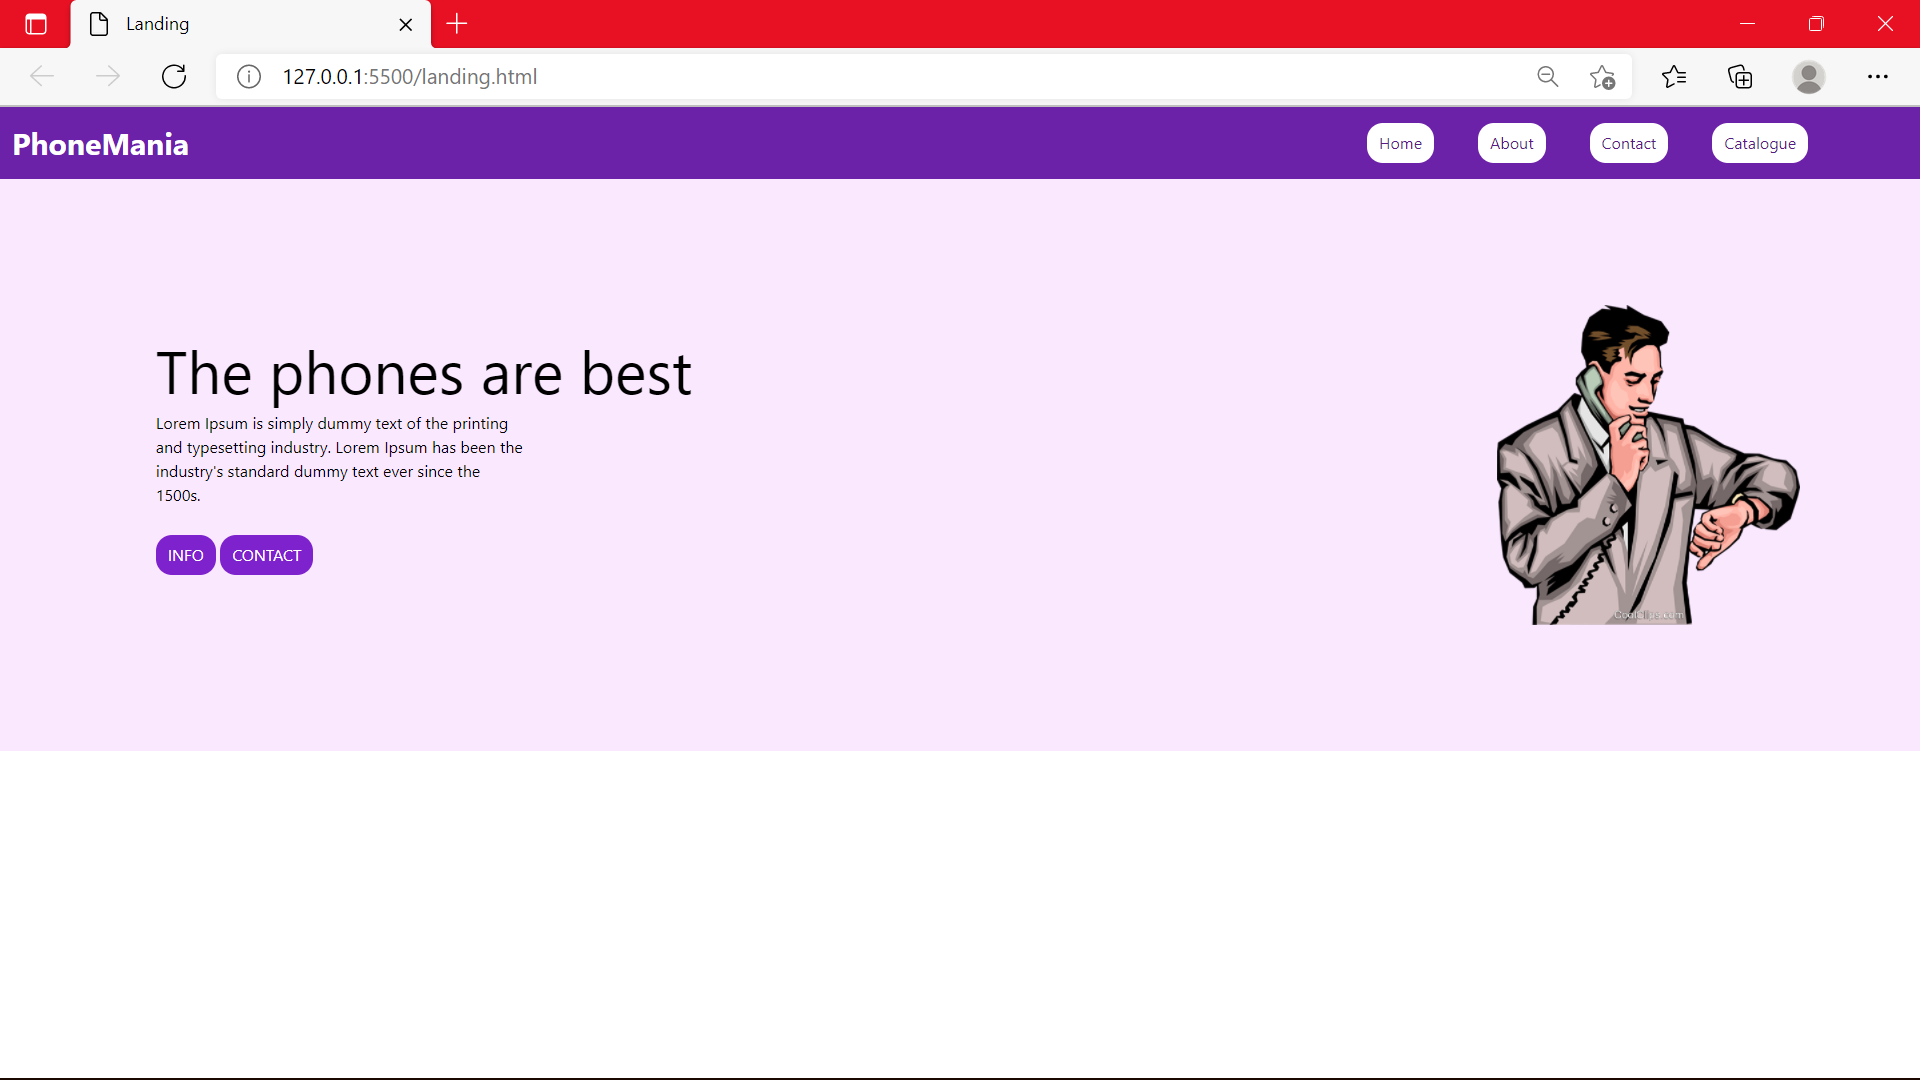 Landing
127.0.0.1:5500/landing.html
PhoneMania
Home
About
Contact
Catalogue
The phones are best
Lorem Ipsum is simply dummy text of the printing
and typesetting industry. Lorem Ipsum has been the
industry's standard dummy text ever since the
1500s.
INFO
CONTACT